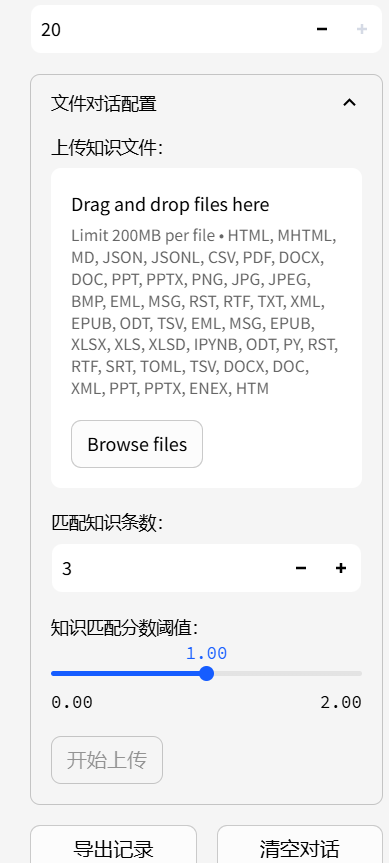 20
文件对话配置
上传知识文件：
Drag and drop files here
Limit 200MB per file • HTML, MHTML,
MD, JSON, JSONL, CSV, PDF, DOCX,
DOC, PPT, PPTX, PNG, JPG, JPEG,
BMP, EML, MSG, RST, RTF, TXT, XML,
EPUB, ODT, TSV, EML, MSG, EPUB,
XLSX, XLS, XLSD, IPYNB, ODT, PY, RST,
RTF, SRT, TOML, TSV, DOCX, DOC,
XML, PPT, PPTX, ENEX, HTM
Browse files
匹配知识条数：
3
知识匹配分数阈值：
1.00
0.00 2.00
开始上传
导出记录 清空对话